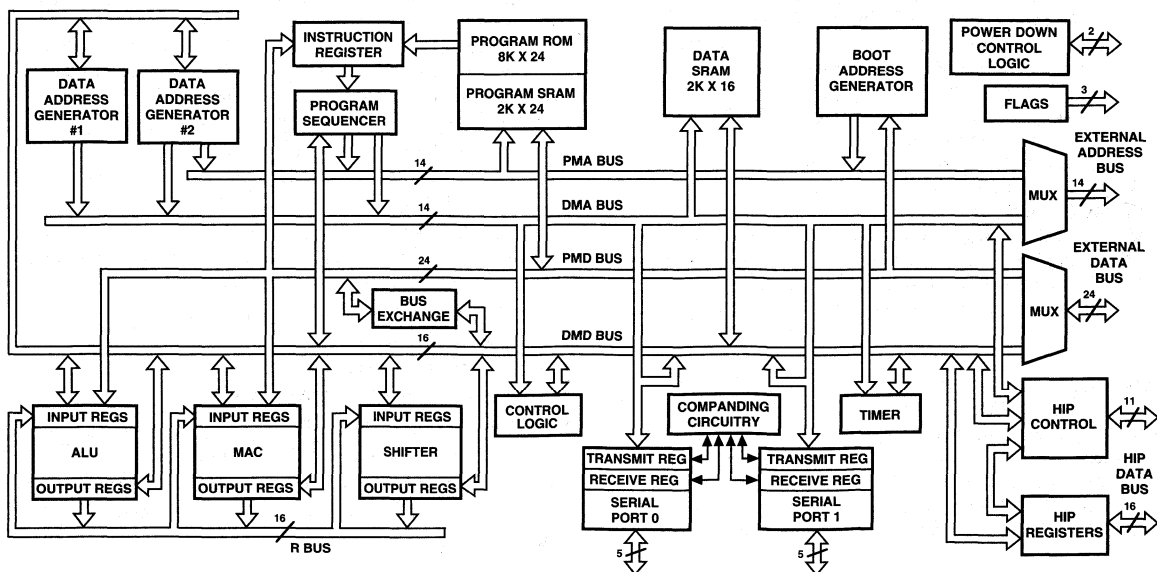 DATA
ADDRESS
GENERATOR
#1
DATA
ADDRESS
GENERATOR
#2
INSTRUCTION
REGISTER
PROGRAM
SEQUENCER
PROGRAM ROM
8K X 24
PROGRAM SRAM
2K X 24
DATA
SRAM
2K X 16
BOOT
ADDRESS
GENERATOR
POWER DOWN
CONTROL
LOGIC
2
FLAGS
3
EXTERNAL
ADDRESS
BUS
14
PMA BUS
MUX
14
14
DMA BUS
EXTERNAL
DATA
BUS
24
PMD BUS
MUX
24
BUS
EXCHANGE
16
DMD BUS
INPUT REGS
ALU
OUTPUT REGS
INPUT REGS
MAC
OUTPUT REGS
INPUT REGS
SHIFTER
OUTPUT REGS
16
R BUS
CONTROL
LOGIC
COMPANDING
CIRCUITRY
TIMER
TRANSMIT REG
RECEIVE REG
SERIAL
PORT 0
5
TRANSMIT REG
RECEIVE REG
SERIAL
PORT 1
5
HIP
CONTROL
11
HIP
DATA
BUS
16
HIP
REGISTERS